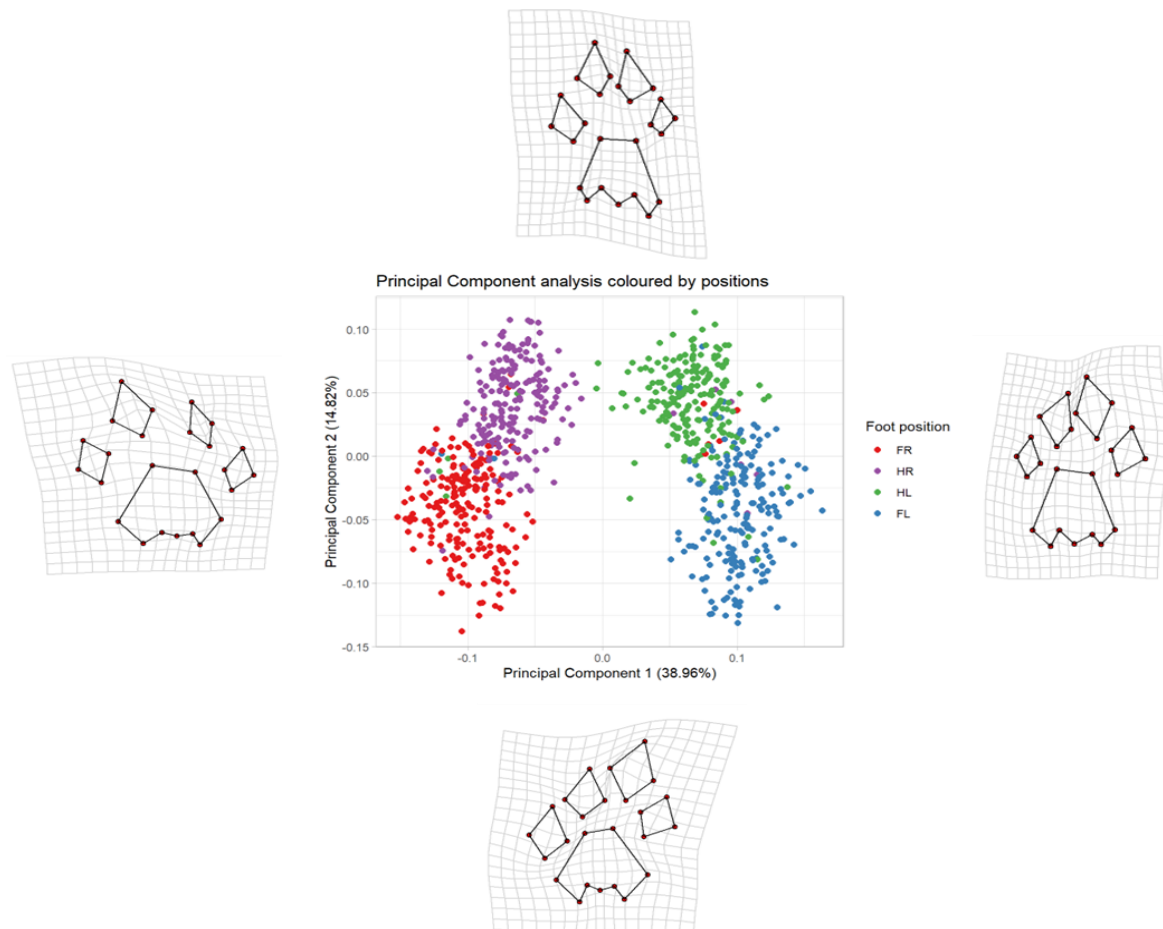 Principal Component analysis coloured by positions
Principal Component 2 (14.82%)
0.10
0.05
0.00
-0.05
-0.10
-0.15
-0.1
0.0
0.1
Principal Component 1 (38.96%)
Foot position
FR
HR
HL
FL